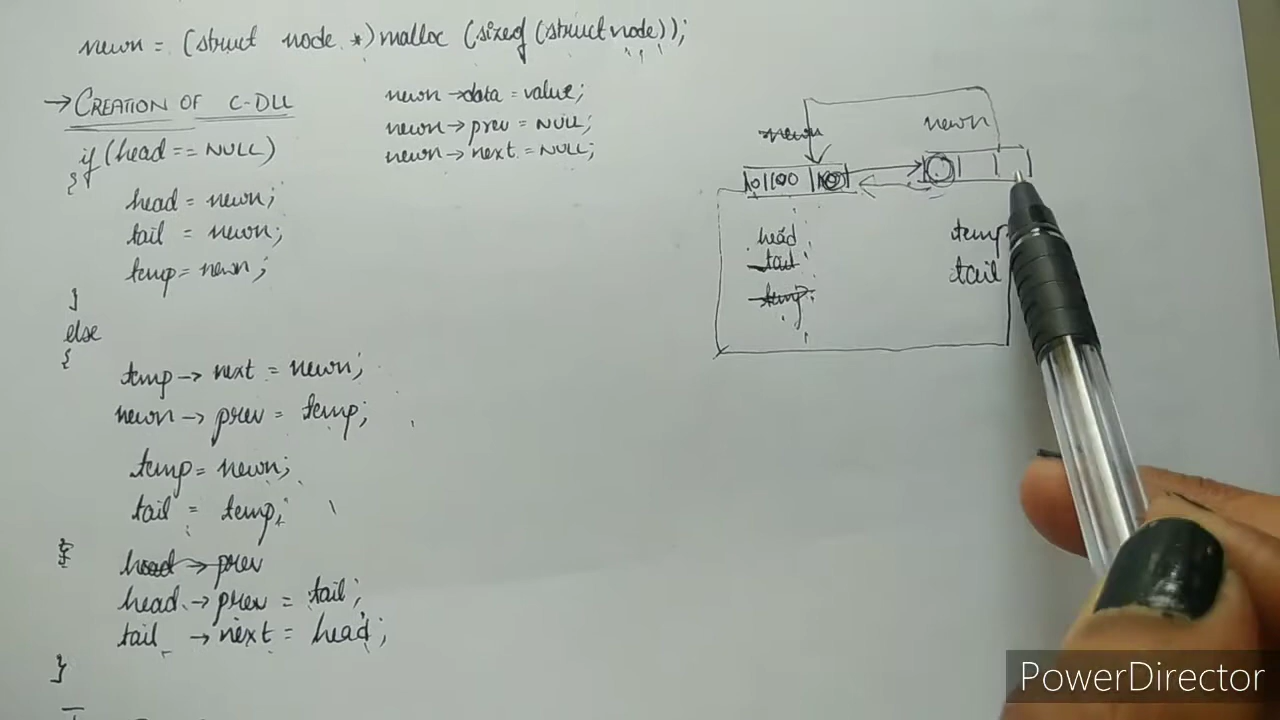 newn = (struct node *) malloc (sizeof (struct node));
→ CREATION OF C-DLL
newn → data = value;
newn → prev = NULL;
newn → next = NULL;
if (head == NULL)
{
head = newn;
tail = newn;
temp = newn;
}
else
{
temp → next = newn;
newn → prev = temp;
temp = newn;
tail = temp;
head → prev
head → prev = tail;
tail → next = head;
}
newn
newn
head
tail
temp
temp
tail
PowerDirector